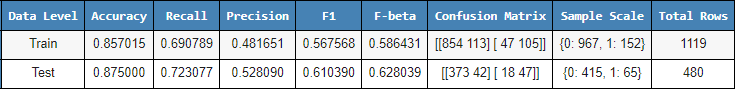 Data Level Accuracy Recall Precision F1 F-beta Confusion Matrix Sample Scale Total Rows
Train 0.857015 0.690789 0.481651 0.567568 0.586431 [[854 113] [ 47 105]] {0: 967, 1: 152} 1119
Test 0.875000 0.723077 0.528090 0.610390 0.628039 [[373 42] [ 18 47]] {0: 415, 1: 65} 480